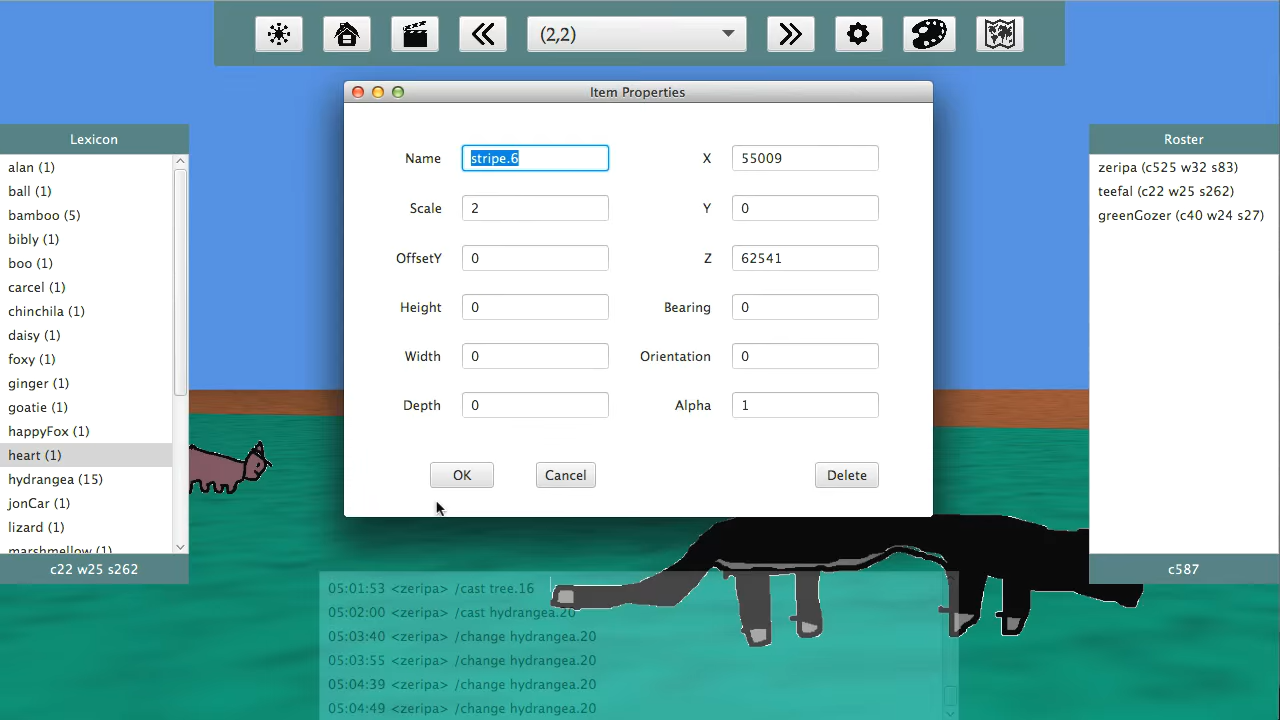 (2,2)
Item Properties
Lexicon
alan (1)
ball (1)
bamboo (5)
bibly (1)
boo (1)
carcel (1)
chinchila (1)
daisy (1)
foxy (1)
ginger (1)
goatie (1)
happyFox (1)
heart (1)
hydrangea (15)
jonCar (1)
lizard (1)
marshmellow (1)
c22 w25 s262
Name stripe.6 X 55009
Scale 2 Y 0
OffsetY 0 Z 62541
Height 0 Bearing 0
Width 0 Orientation 0
Depth 0 Alpha 1
OK Cancel Delete
Roster
zeripa (c525 w32 s83)
teefal (c22 w25 s262)
greenGozer (c40 w24 s27)
c587
05:01:53 <zeripa> /cast tree.16
05:02:00 <zeripa> /cast hydrangea.20
05:03:40 <zeripa> /change hydrangea.20
05:03:55 <zeripa> /change hydrangea.20
05:04:39 <zeripa> /change hydrangea.20
05:04:49 <zeripa> /change hydrangea.20